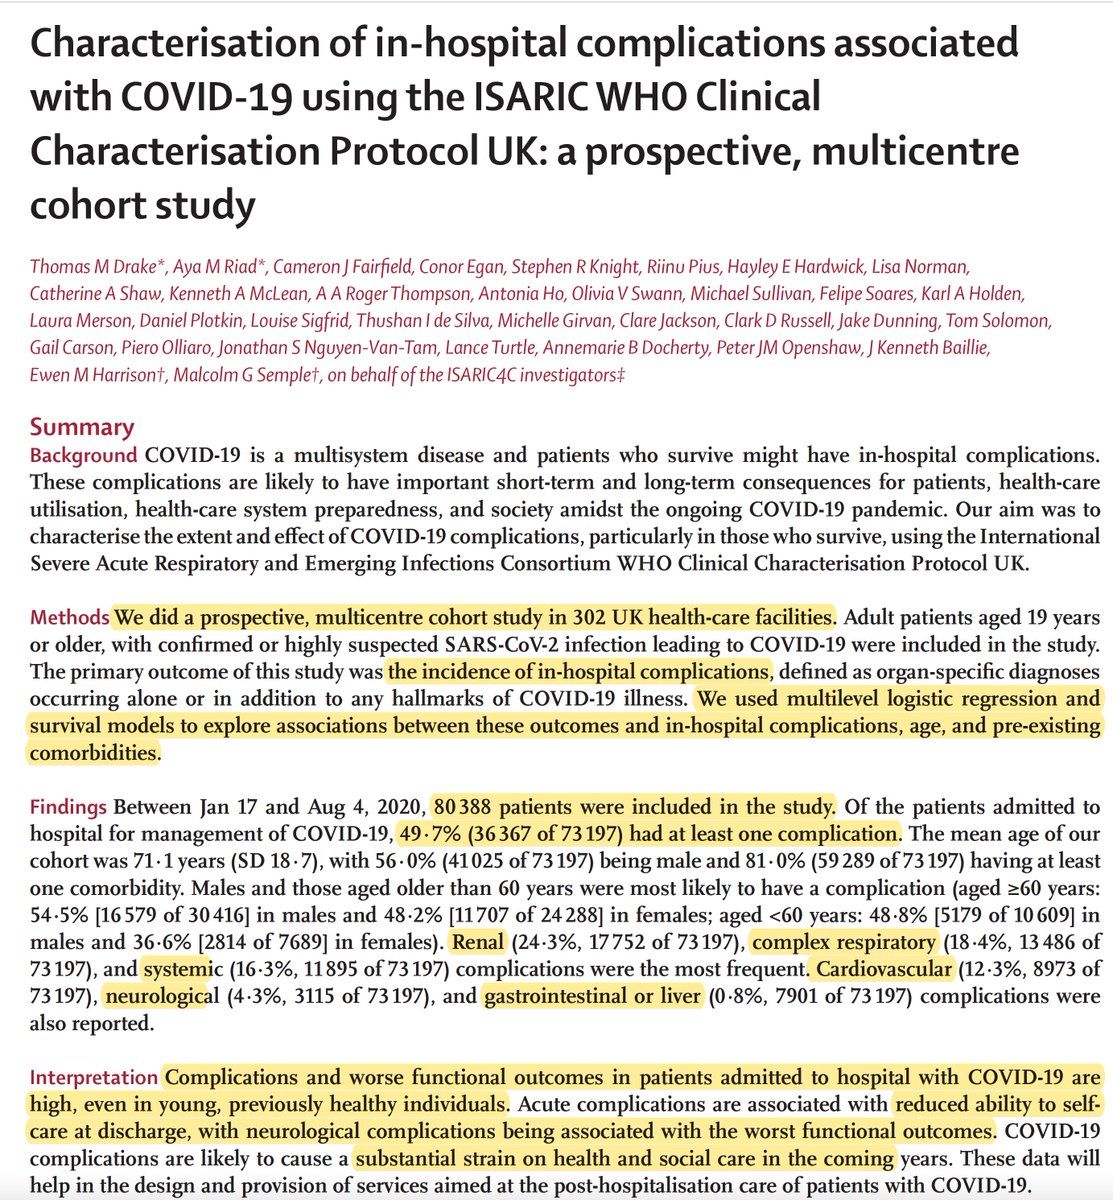 Characterisation of in-hospital complications associated
with COVID-19 using the ISARIC WHO Clinical
Characterisation Protocol UK: a prospective, multicentre
cohort study
Thomas M Drake*, Aya M Riad*, Cameron J Fairfield, Conor Egan, Stephen R Knight, Riinu Pius, Hayley E Hardwick, Lisa Norman,
Catherine A Shaw, Kenneth A McLean, A A Roger Thompson, Antonia Ho, Olivia V Swann, Michael Sullivan, Felipe Soares, Karl A Holden,
Laura Merson, Daniel Plotkin, Louise Sigfrid, Thushan I de Silva, Michelle Girvan, Clare Jackson, Clark D Russell, Jake Dunning, Tom Solomon,
Gail Carson, Piero Olliaro, Jonathan S Nguyen-Van-Tam, Lance Turtle, Annemarie B Docherty, Peter JM Openshaw, J Kenneth Baillie,
Ewen M Harrison†, Malcolm G Semple†, on behalf of the ISARIC4C investigators‡
Summary
Background COVID-19 is a multisystem disease and patients who survive might have in-hospital complications.
These complications are likely to have important short-term and long-term consequences for patients, health-care
utilisation, health-care system preparedness, and society amidst the ongoing COVID-19 pandemic. Our aim was to
characterise the extent and effect of COVID-19 complications, particularly in those who survive, using the International
Severe Acute Respiratory and Emerging Infections Consortium WHO Clinical Characterisation Protocol UK.
Methods We did a prospective, multicentre cohort study in 302 UK health-care facilities. Adult patients aged 19 years
or older, with confirmed or highly suspected SARS-CoV-2 infection leading to COVID-19 were included in the study.
The primary outcome of this study was the incidence of in-hospital complications, defined as organ-specific diagnoses
occurring alone or in addition to any hallmarks of COVID-19 illness. We used multilevel logistic regression and
survival models to explore associations between these outcomes and in-hospital complications, age, and pre-existing
comorbidities.
Findings Between Jan 17 and Aug 4, 2020, 80 388 patients were included in the study. Of the patients admitted to
hospital for management of COVID-19, 49·7% (36 367 of 73 197) had at least one complication. The mean age of our
cohort was 71·1 years (SD 18·7), with 56·0% (41 025 of 73 197) being male and 81·0% (59 289 of 73 197) having at least
one comorbidity. Males and those aged older than 60 years were most likely to have a complication (aged ≥60 years:
54·5% [16 579 of 30 416] in males and 48·2% [11 707 of 24 288] in females; aged <60 years: 48·8% [5179 of 10 609] in
males and 36·6% [2814 of 7689] in females). Renal (24·3%, 17 752 of 73 197), complex respiratory (18·4%, 13 486 of
73 197), and systemic (16·3%, 11 895 of 73 197) complications were the most frequent. Cardiovascular (12·3%, 8973 of
73 197), neurological (4·3%, 3115 of 73 197), and gastrointestinal or liver (0·8%, 7901 of 73 197) complications were
also reported.
Interpretation Complications and worse functional outcomes in patients admitted to hospital with COVID-19 are
high, even in young, previously healthy individuals. Acute complications are associated with reduced ability to self-
care at discharge, with neurological complications being associated with the worst functional outcomes. COVID-19
complications are likely to cause a substantial strain on health and social care in the coming years. These data will
help in the design and provision of services aimed at the post-hospitalisation care of patients with COVID-19.